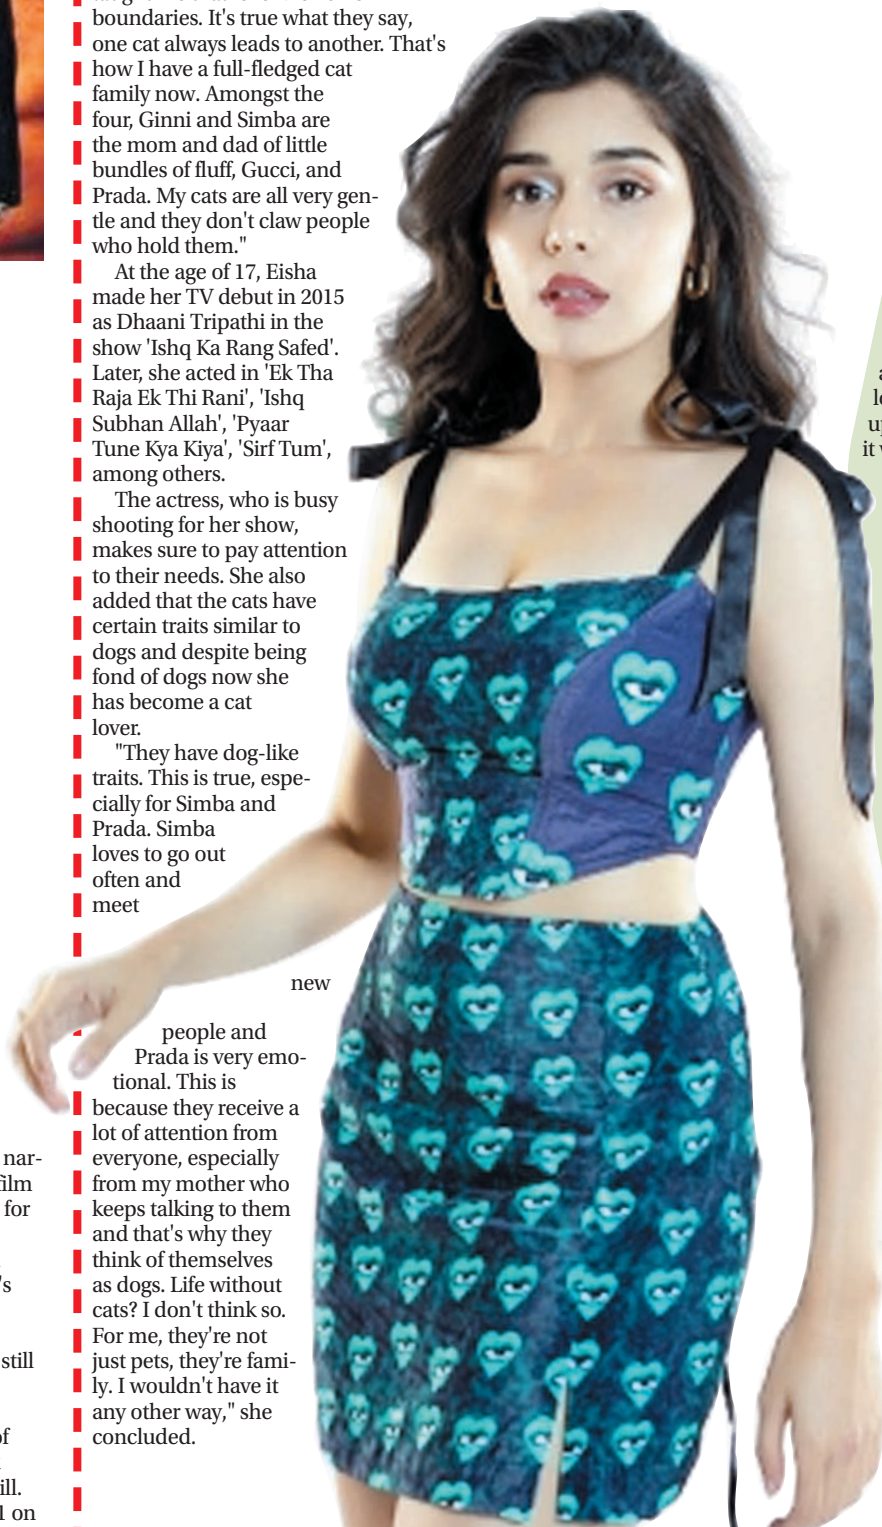 boundaries. It's true what they say,
one cat always leads to another. That's
how I have a full-fledged cat
family now. Amongst the
four, Ginni and Simba are
the mom and dad of little
bundles of fluff, Gucci, and
Prada. My cats are all very gen-
tle and they don't claw people
who hold them."
At the age of 17, Eisha
made her TV debut in 2015
as Dhaani Tripathi in the
show 'Ishq Ka Rang Safed'.
Later, she acted in 'Ek Tha
Raja Ek Thi Rani', 'Ishq
Subhan Allah', 'Pyaar
Tune Kya Kiya', 'Sirf Tum',
among others.
The actress, who is busy
shooting for her show,
makes sure to pay attention
to their needs. She also
added that the cats have
certain traits similar to
dogs and despite being
fond of dogs now she
has become a cat
lover.
"They have dog-like
traits. This is true, espe-
cially for Simba and
Prada. Simba
loves to go out
often and
meet
new
people and
Prada is very emo-
tional. This is
because they receive a
lot of attention from
everyone, especially
from my mother who
keeps talking to them
and that's why they
think of themselves
as dogs. Life without
cats? I don't think so.
For me, they're not
just pets, they're fami-
ly. I wouldn't have it
any other way," she
concluded.
nar-
film
for
's
still
of
ill.
on